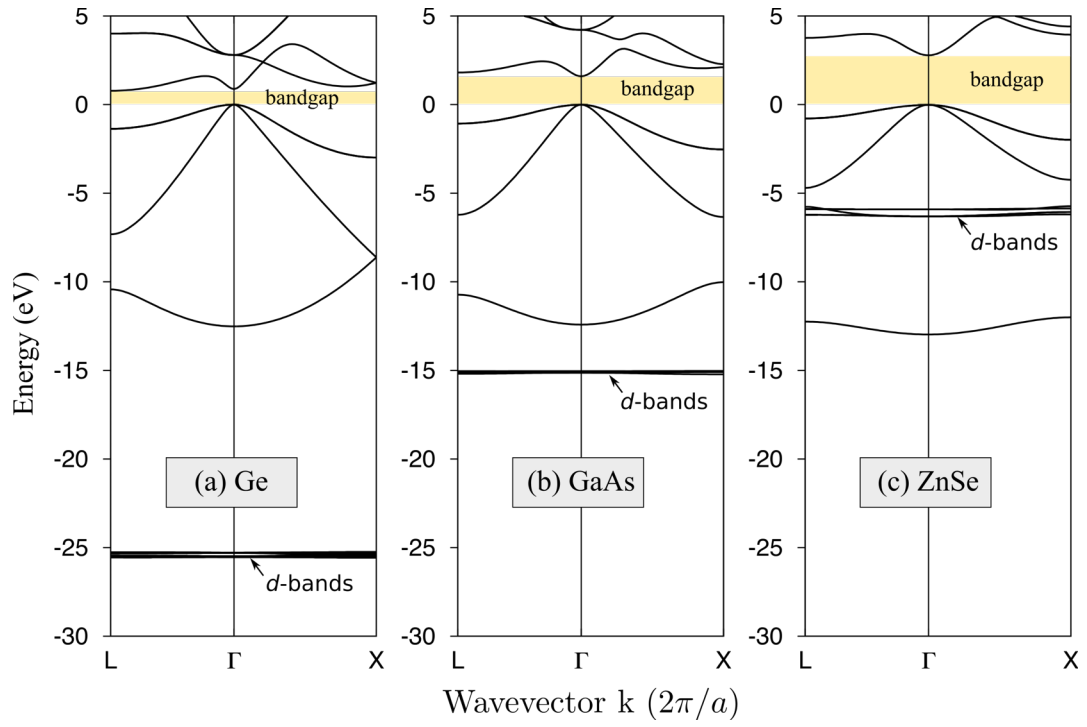 Energy (eV)
5
0
-5
-10
-15
-20
-25
-30
bandgap
(a) Ge
d-bands
L Γ X
5
0
-5
-10
-15
-20
-25
-30
bandgap
d-bands
(b) GaAs
L Γ X
5
0
-5
-10
-15
-20
-25
-30
bandgap
d-bands
(c) ZnSe
L Γ X
Wavevector k (2π/a)